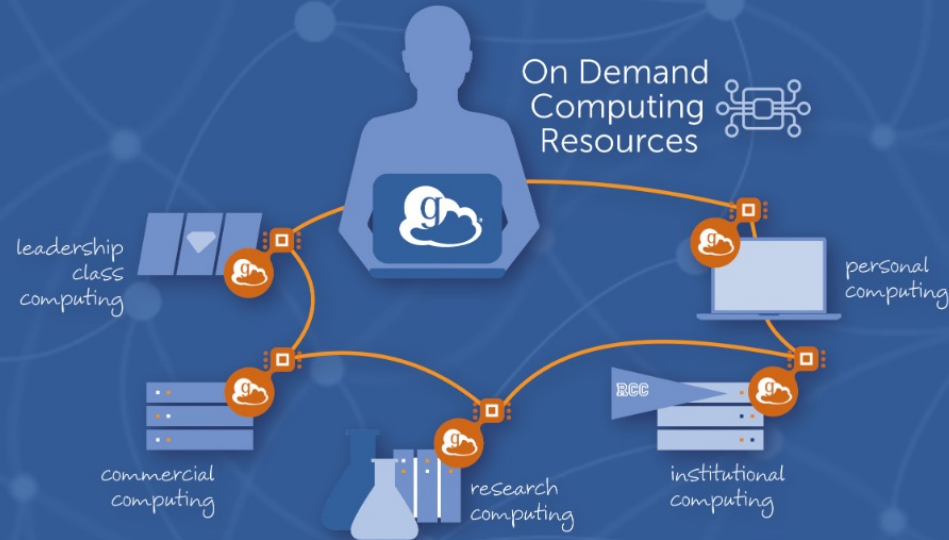 On Demand
Computing
Resources
g
leadership
class
computing
g
g
personal
computing
g
commercial
computing
g
research
computing
RCC
g
institutional
computing